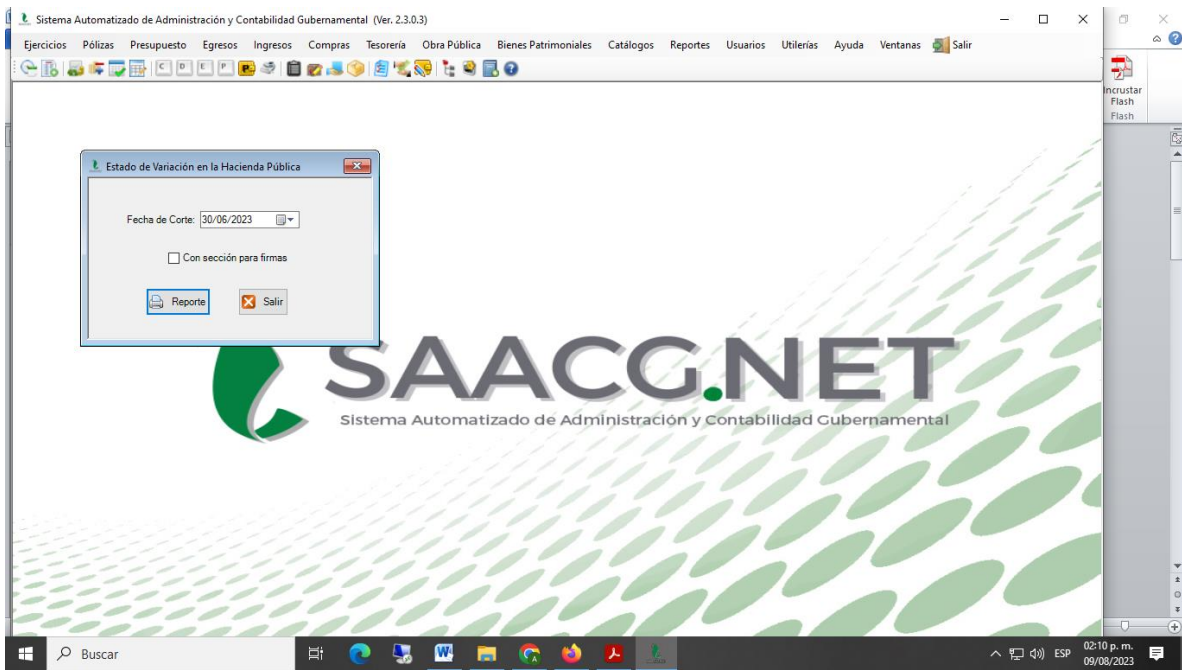 Sistema Automatizado de Administración y Contabilidad Gubernamental (Ver. 2.3.0.3)
Ejercicios Pólizas Presupuesto Egresos Ingresos Compras Tesorería Obra Pública Bienes Patrimoniales Catálogos Reportes Usuarios Utilerías Ayuda Ventanas Salir
C D E P
Incrustar
Flash
Flash
Estado de Variación en la Hacienda Pública
Fecha de Corte: 30/06/2023
Con sección para firmas
Reporte Salir
SAACG.NET
Sistema Automatizado de Administración y Contabilidad Gubernamental
Buscar
ESP
02:10 p. m.
09/08/2023